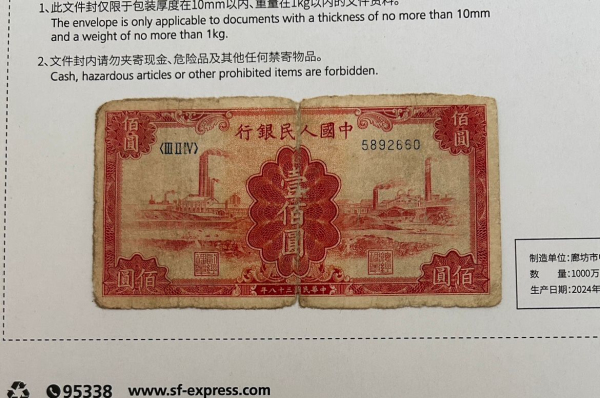 1、此文件封仅限于包装厚度在10mm以内、重量在1kg以内的文件资料。
The envelope is only applicable to documents with a thickness of no more than 10mm
and a weight of no more than 1kg.
2、文件封内请勿夹寄现金、危险品及其他任何禁寄物品。
Cash, hazardous articles or other prohibited items are forbidden.
佰圓
行銀民人國中
佰圓
〈III II IV〉
5892660
壹佰圓
圓佰
年八十三國民華中
圓佰
制造单位:廊坊市
数 量:1000万
生产日期:2024年
95338 www.sf-express.com